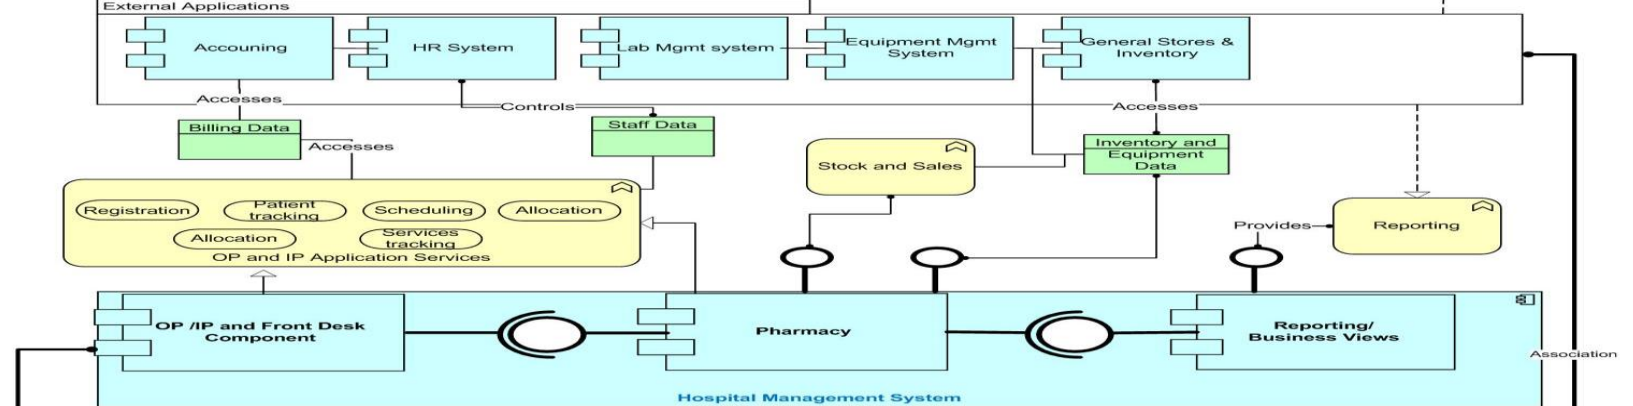 External Applications
Accouning
HR System
Lab Mgmt system
Equipment Mgmt
System
General Stores &
Inventory
Accesses
Controls
Accesses
Billing Data
Staff Data
Accesses
Inventory and
Equipment
Data
Stock and Sales
Registration
Patient
tracking
Scheduling
Allocation
Allocation
Services
tracking
OP and IP Application Services
Provides
Reporting
OP /IP and Front Desk
Component
Pharmacy
Reporting/
Business Views
Association
Hospital Management System